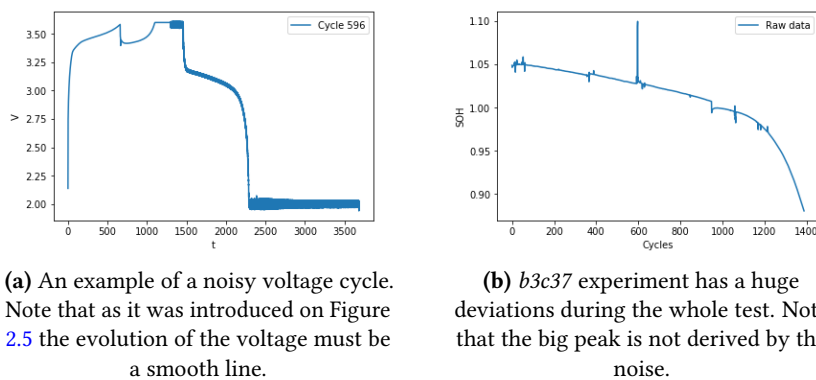 3.50
3.25
3.00
2.75
2.50
2.25
2.00
V
0 500 1000 1500 2000 2500 3000 3500
t
Cycle 596
1.10
1.05
1.00
0.95
0.90
SOH
0 200 400 600 800 1000 1200 1400
Cycles
Raw data
(a) An example of a noisy voltage cycle.
Note that as it was introduced on Figure
2.5 the evolution of the voltage must be
a smooth line.
(b) b3c37 experiment has a huge
deviations during the whole test. Not
that the big peak is not derived by th
noise.